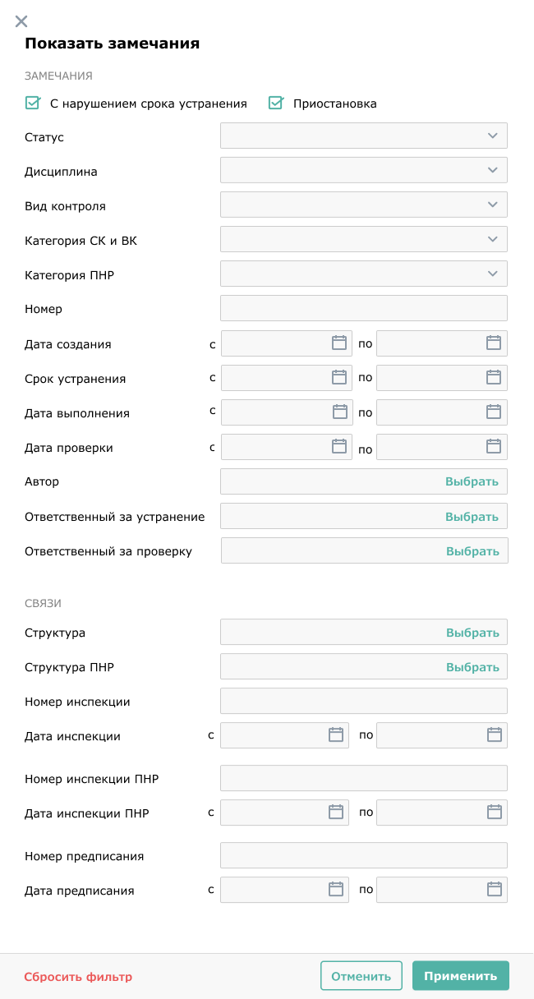 Показать замечания
ЗАМЕЧАНИЯ
С нарушением срока устранения Приостановка
Статус
Дисциплина
Вид контроля
Категория СК и ВК
Категория ПНР
Номер
Дата создания с по
Срок устранения с по
Дата выполнения с по
Дата проверки с по
Автор Выбрать
Ответственный за устранение Выбрать
Ответственный за проверку Выбрать
СВЯЗИ
Структура Выбрать
Структура ПНР Выбрать
Номер инспекции
Дата инспекции с по
Номер инспекции ПНР
Дата инспекции ПНР с по
Номер предписания
Дата предписания с по
Сбросить фильтр Отменить Применить